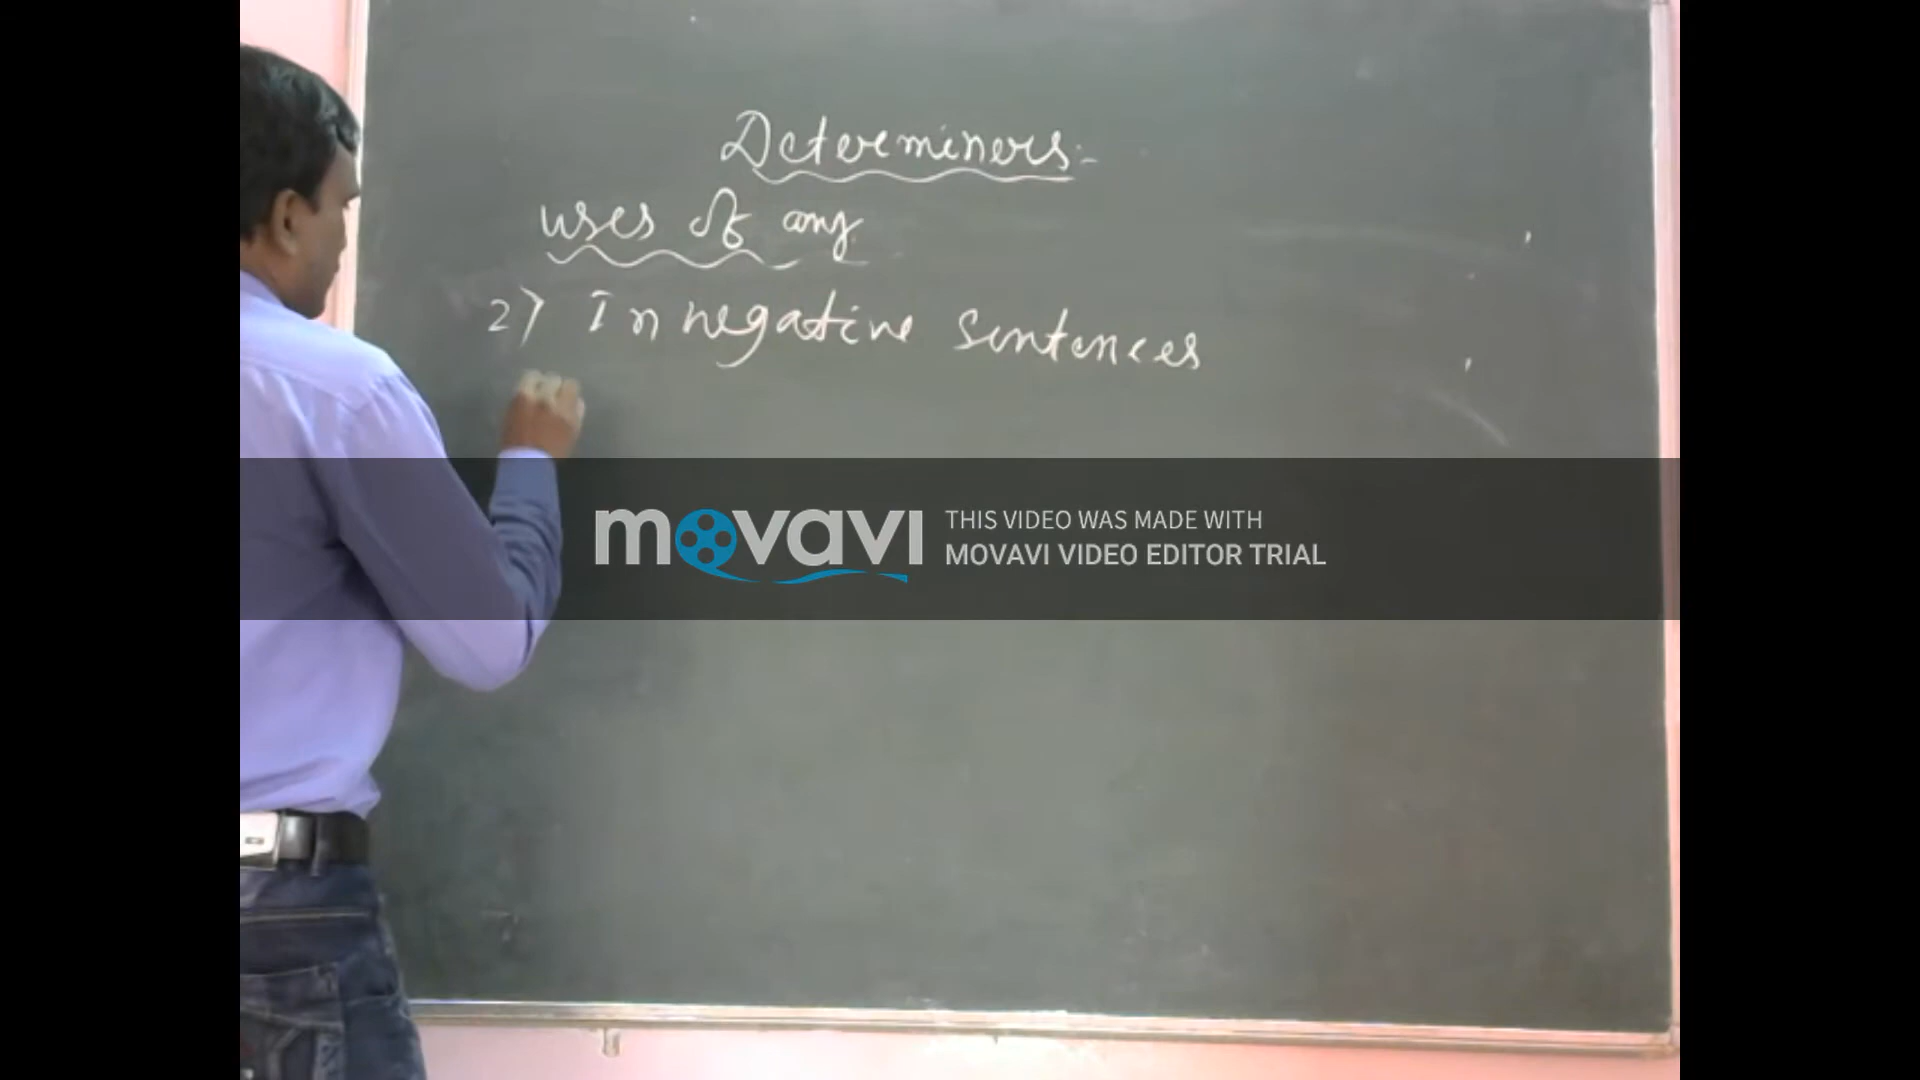 Determiners:-
uses of any
2) In negative sentences
movavi THIS VIDEO WAS MADE WITH
MOVAVI VIDEO EDITOR TRIAL